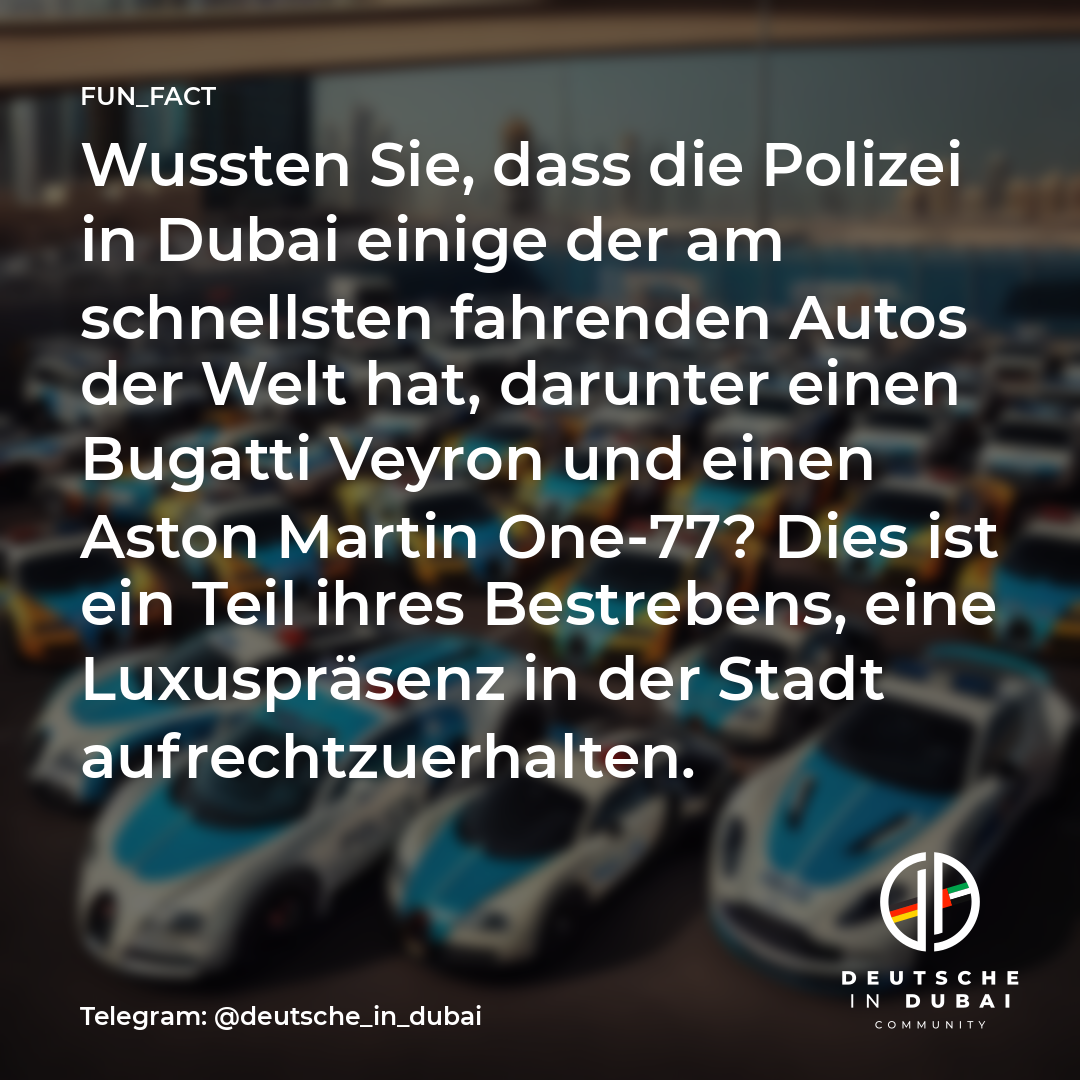 FUN_FACT
Wussten Sie, dass die Polizei
in Dubai einige der am
schnellsten fahrenden Autos
der Welt hat, darunter einen
Bugatti Veyron und einen
Aston Martin One-77? Dies ist
ein Teil ihres Bestrebens, eine
Luxuspräsenz in der Stadt
aufrechtzuerhalten.
DEUTSCHE
IN DUBAI
COMMUNITY
Telegram: @deutsche_in_dubai